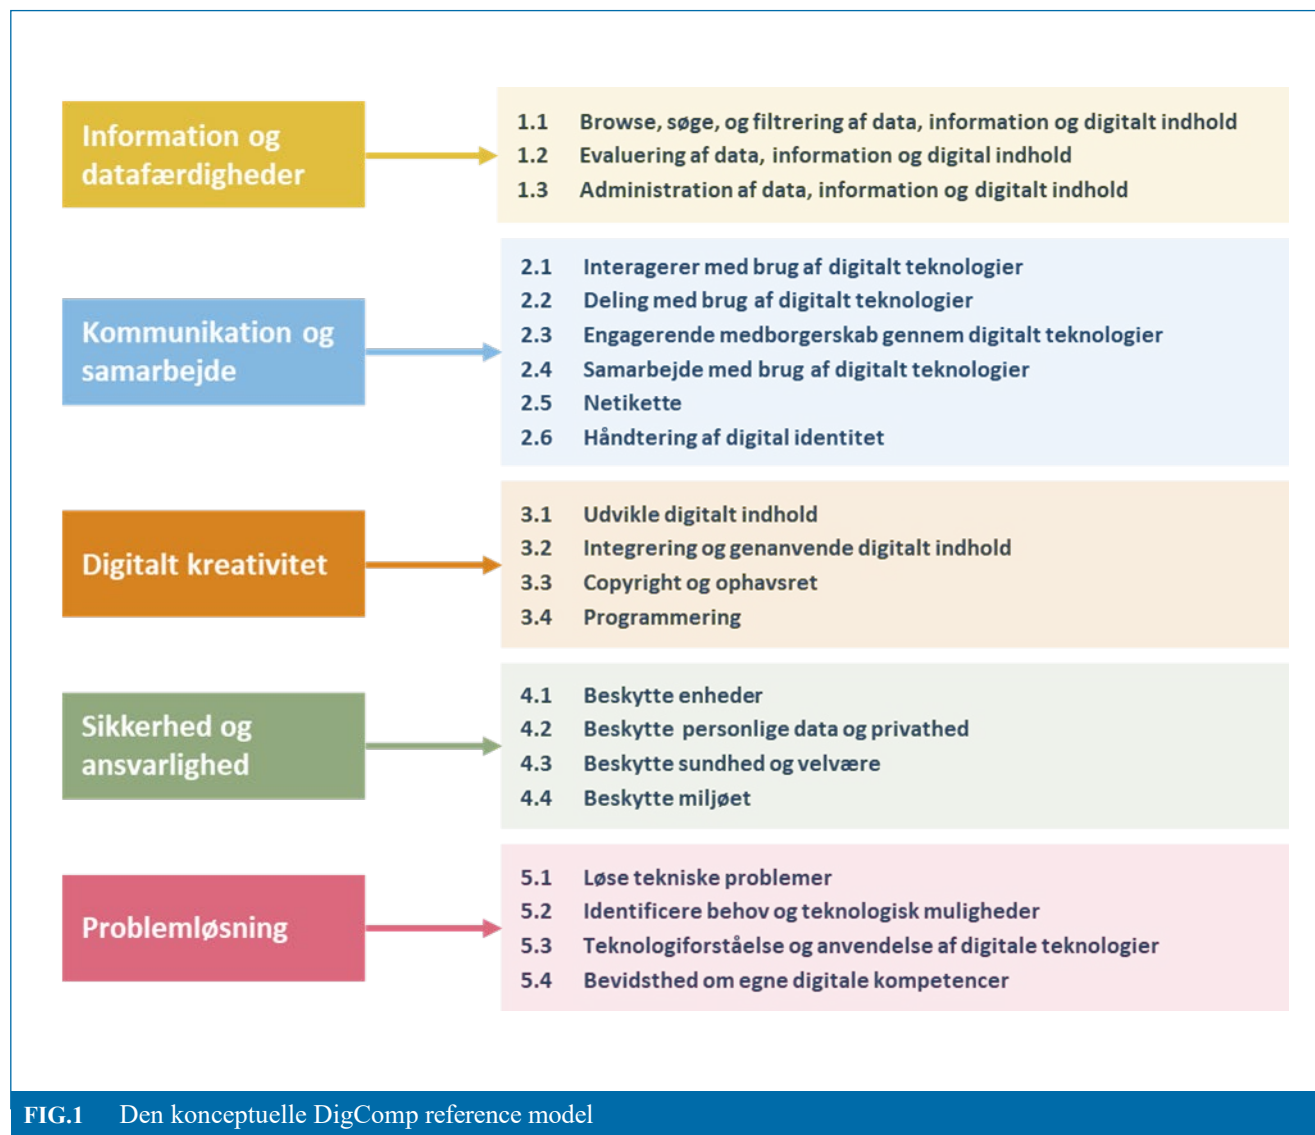 Information og
datafærdigheder
1.1 Browse, søge, og filtrering af data, information og digitalt indhold
1.2 Evaluering af data, information og digital indhold
1.3 Administration af data, information og digitalt indhold
Kommunikation og
samarbejde
2.1 Interagerer med brug af digitalt teknologier
2.2 Deling med brug af digitalt teknologier
2.3 Engagerende medborgerskab gennem digitalt teknologier
2.4 Samarbejde med brug af digitalt teknologier
2.5 Netikette
2.6 Håndtering af digital identitet
Digitalt kreativitet
3.1 Udvikle digitalt indhold
3.2 Integrering og genanvende digitalt indhold
3.3 Copyright og ophavsret
3.4 Programmering
Sikkerhed og
ansvarlighed
4.1 Beskytte enheder
4.2 Beskytte personlige data og privathed
4.3 Beskytte sundhed og velvære
4.4 Beskytte miljøet
Problemløsning
5.1 Løse tekniske problemer
5.2 Identificere behov og teknologisk muligheder
5.3 Teknologiforståelse og anvendelse af digitale teknologier
5.4 Bevidsthed om egne digitale kompetencer
FIG.1 Den konceptuelle DigComp reference model